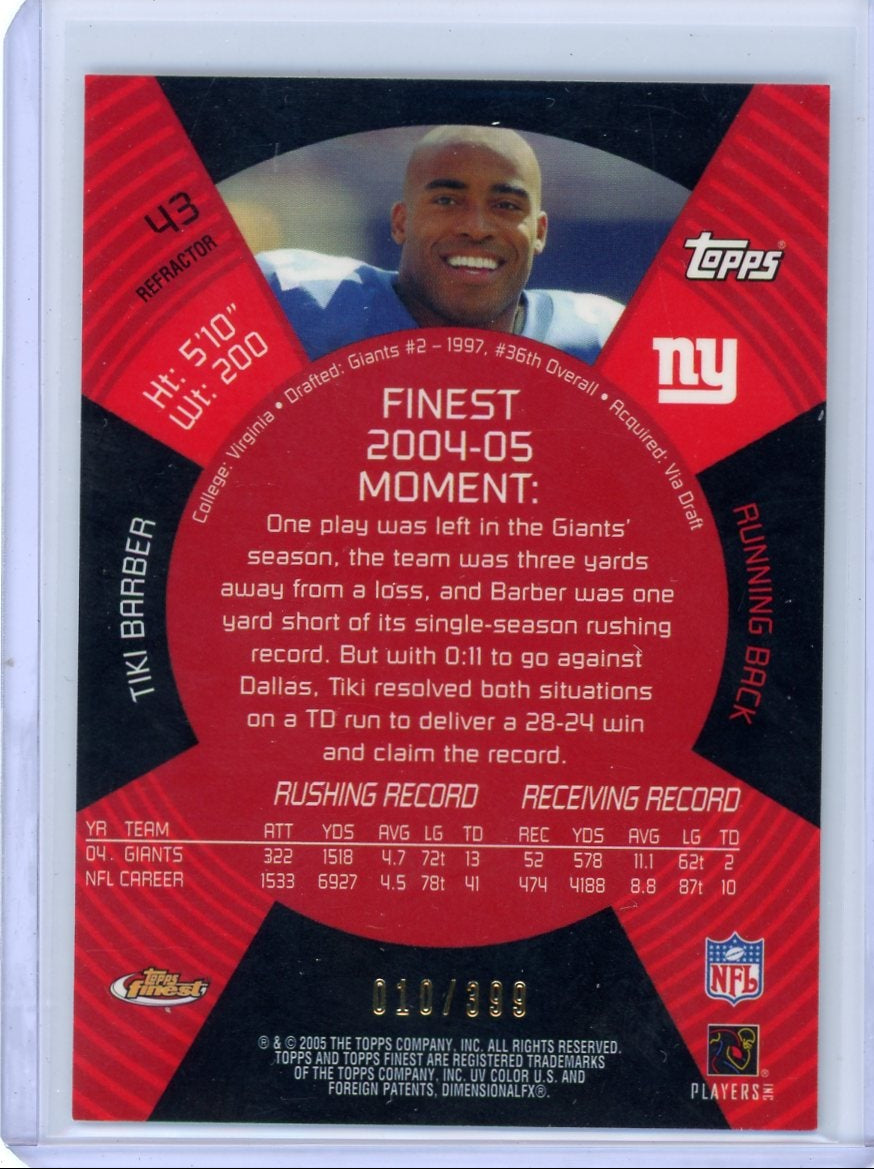 43
REFRACTOR
Ht: 5'10"
Wt: 200
topps®
ny
College: Virginia • Drafted: Giants #2 – 1997, #36th Overall • Acquired: Via Draft
FINEST
2004-05
MOMENT:
One play was left in the Giants'
season, the team was three yards
away from a loss, and Barber was one
yard short of its single-season rushing
record. But with 0:11 to go against
Dallas, Tiki resolved both situations
on a TD run to deliver a 28-24 win
and claim the record.
TIKI BARBER
RUNNING BACK
RUSHING RECORD RECEIVING RECORD
YR TEAM ATT YDS AVG LG TD REC YDS AVG LG TD
04. GIANTS 322 1518 4.7 72t 13 52 578 11.1 62t 2
NFL CAREER 1533 6927 4.5 78t 41 474 4188 8.8 87t 10
topps
finest
010/399
NFL
® & © 2005 THE TOPPS COMPANY, INC. ALL RIGHTS RESERVED.
TOPPS AND TOPPS FINEST ARE REGISTERED TRADEMARKS
OF THE TOPPS COMPANY, INC. UV COLOR U.S. AND
FOREIGN PATENTS, DIMENSIONALFX®.
PLAYERS INC ®